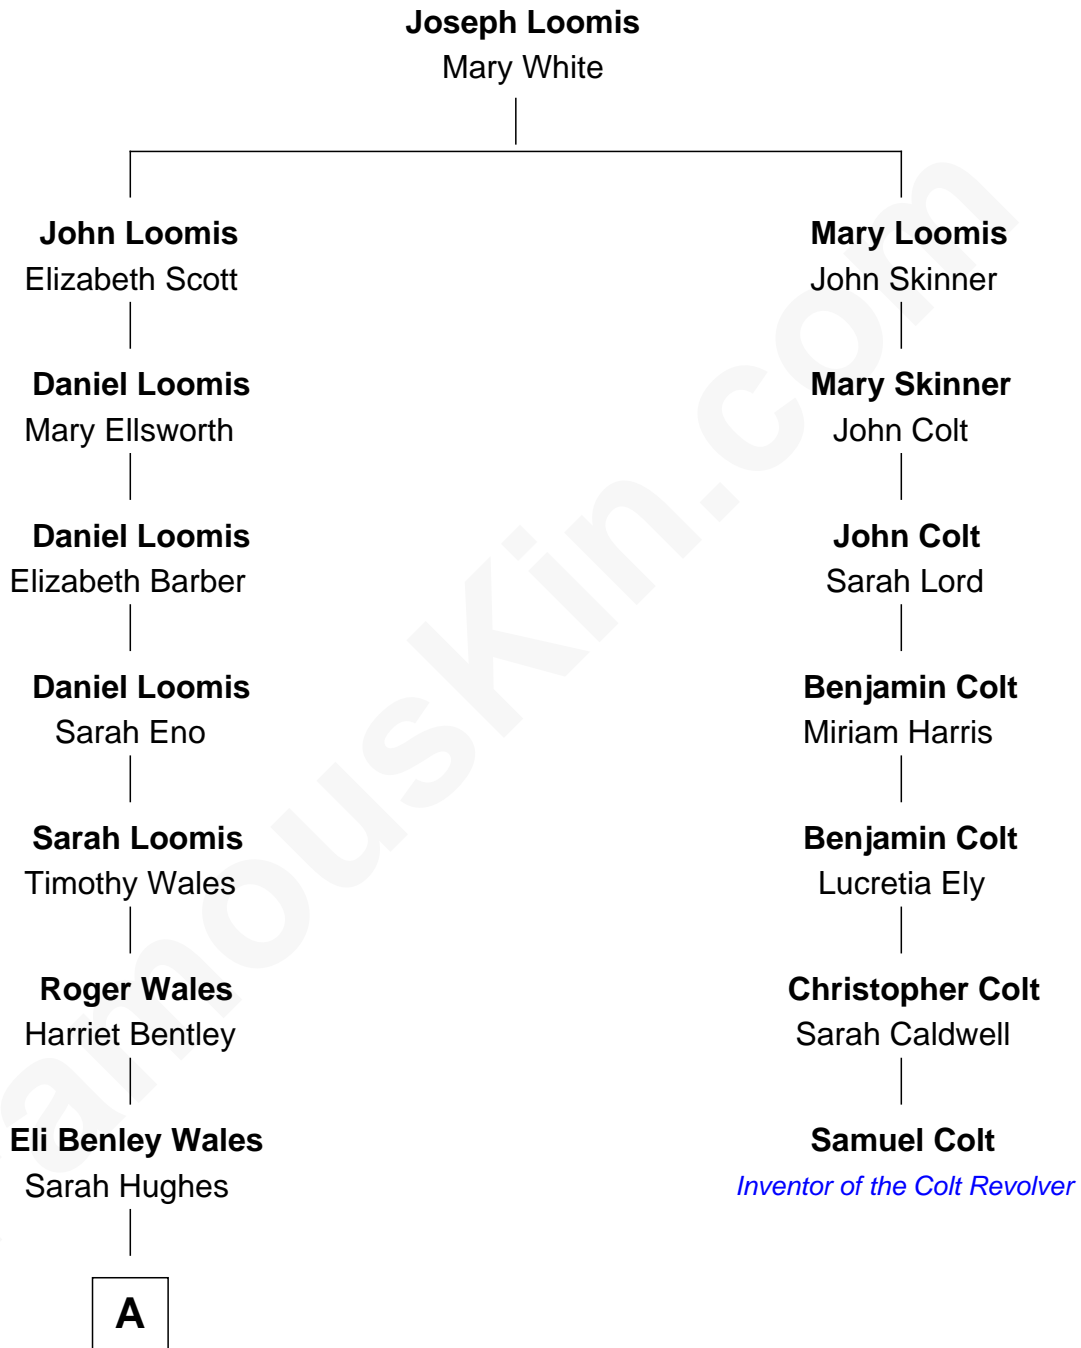 Joseph Loomis
Mary White
John Loomis
Elizabeth Scott
Mary Loomis
John Skinner
Daniel Loomis
Mary Ellsworth
Mary Skinner
John Colt
Daniel Loomis
Elizabeth Barber
John Colt
Sarah Lord
Daniel Loomis
Sarah Eno
Benjamin Colt
Miriam Harris
Sarah Loomis
Timothy Wales
Benjamin Colt
Lucretia Ely
Roger Wales
Harriet Bentley
Christopher Colt
Sarah Caldwell
Eli Benley Wales
Sarah Hughes
Samuel Colt
Inventor of the Colt Revolver
A
amousKin.com